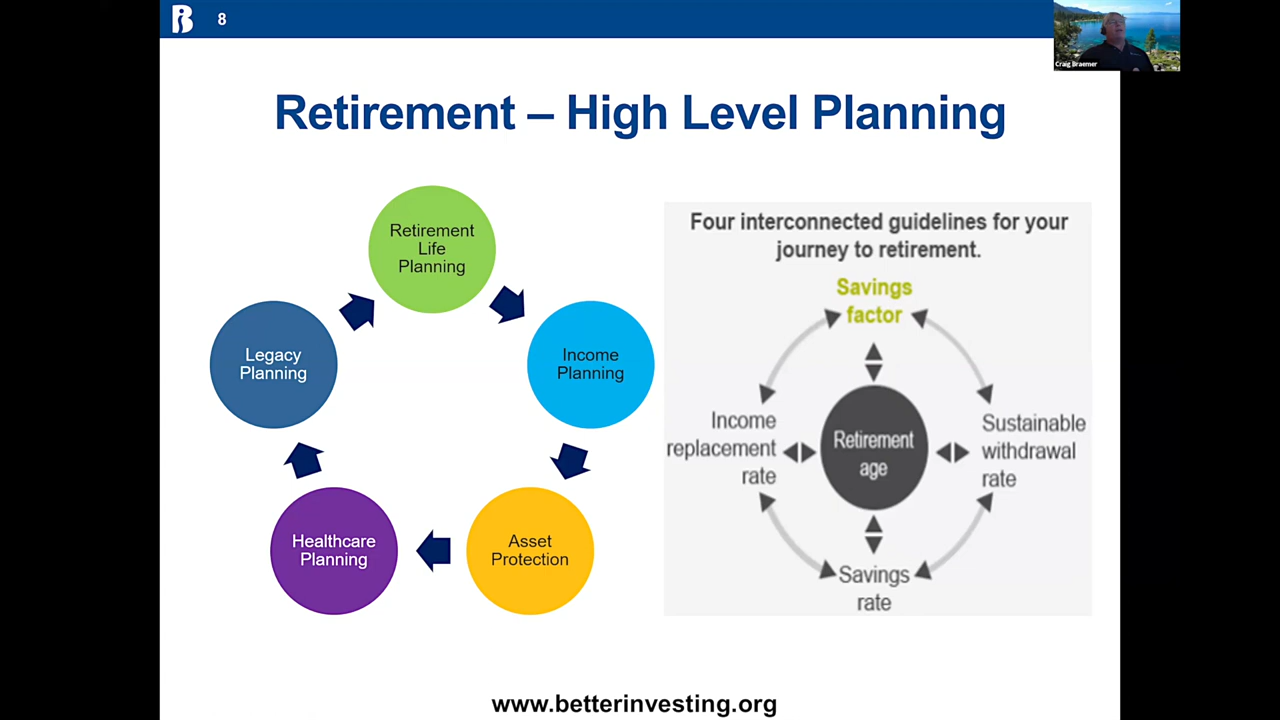 8
Craig Braemer
Retirement – High Level Planning
Retirement
Life
Planning
Income
Planning
Asset
Protection
Healthcare
Planning
Legacy
Planning
Four interconnected guidelines for your
journey to retirement.
Savings
factor
Income
replacement
rate
Retirement
age
Sustainable
withdrawal
rate
Savings
rate
www.betterinvesting.org